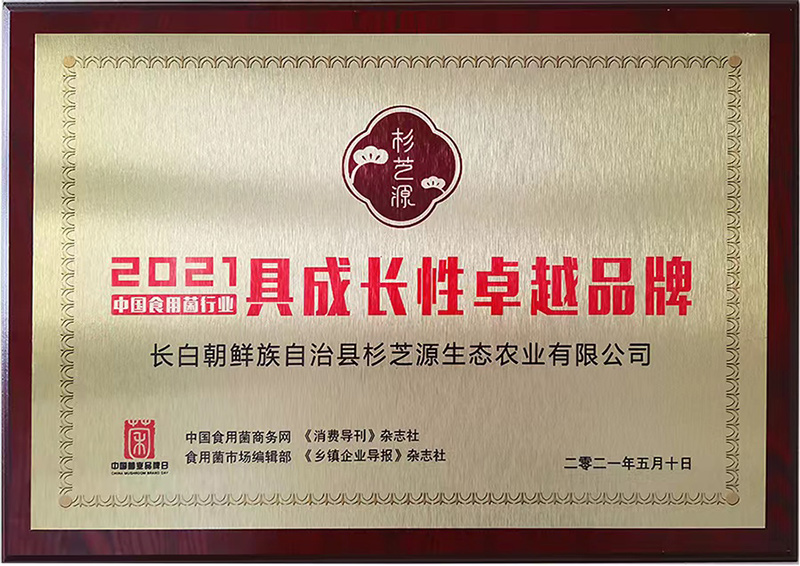 杉芝源
2021
中国食用菌行业
具成长性卓越品牌
长白朝鲜族自治县杉芝源生态农业有限公司
中国菌业品牌日
CHINA MUSHROOM BRAND DAY
中国食用菌商务网 《消费导刊》杂志社
食用菌市场编辑部 《乡镇企业导报》杂志社
二零二一年五月十日